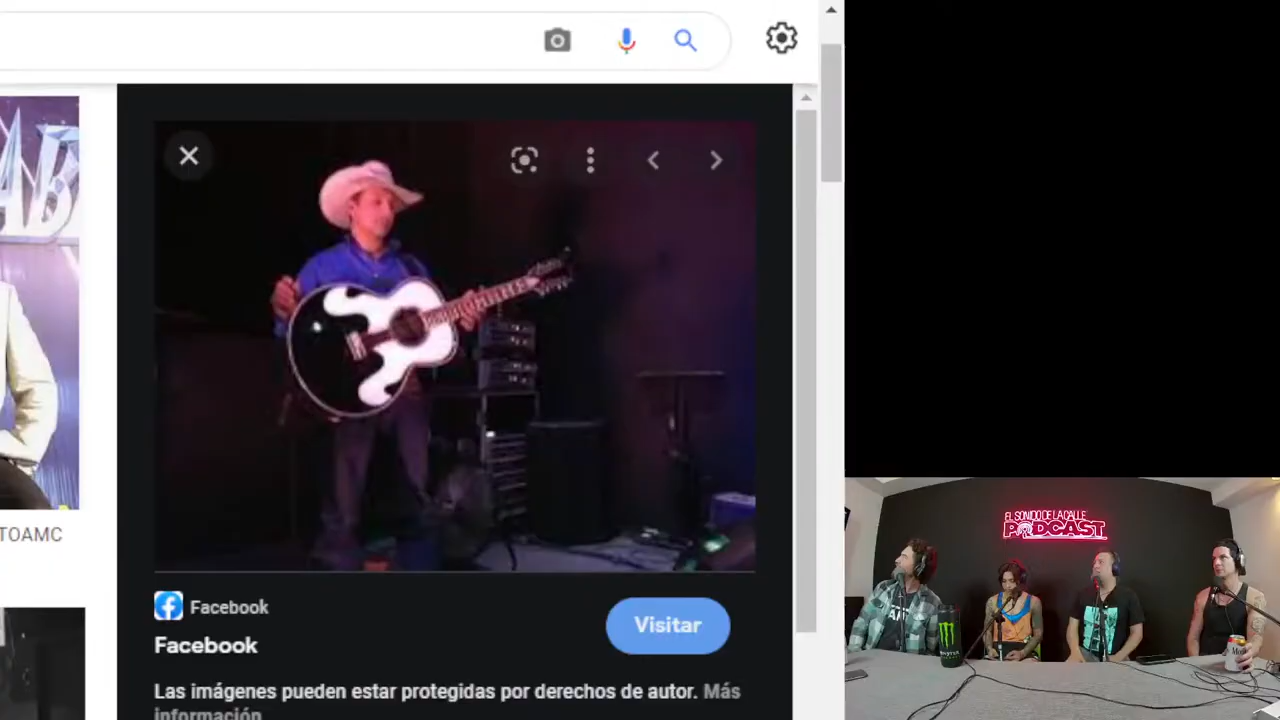 AB
TOAMC
Facebook
Facebook
Visitar
Las imágenes pueden estar protegidas por derechos de autor. Más
información
EL SONIDO DE LA CALLE
PODCAST